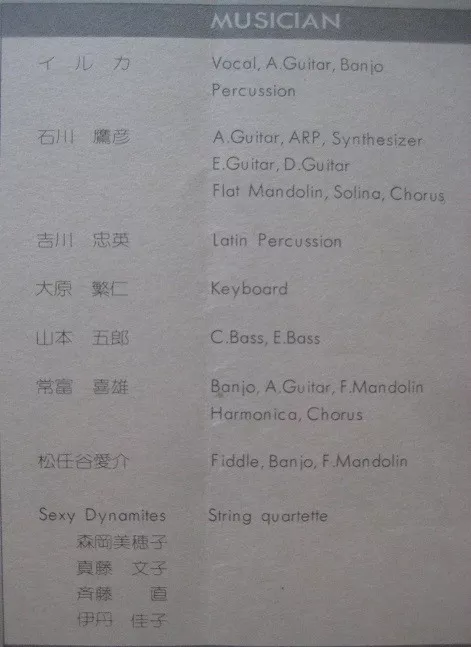 MUSICIAN
イ ル カ Vocal, A.Guitar, Banjo
Percussion
石川 鷹彦 A.Guitar, ARP, Synthesizer
E.Guitar, D.Guitar
Flat Mandolin, Solina, Chorus
吉川 忠英 Latin Percussion
大原 繁仁 Keyboard
山本 五郎 C.Bass, E.Bass
常富 喜雄 Banjo, A.Guitar, F.Mandolin
Harmonica, Chorus
松任谷愛介 Fiddle, Banjo, F.Mandolin
Sexy Dynamites String quartette
森岡美穂子
真藤 文子
斉藤 直
伊丹 佳子